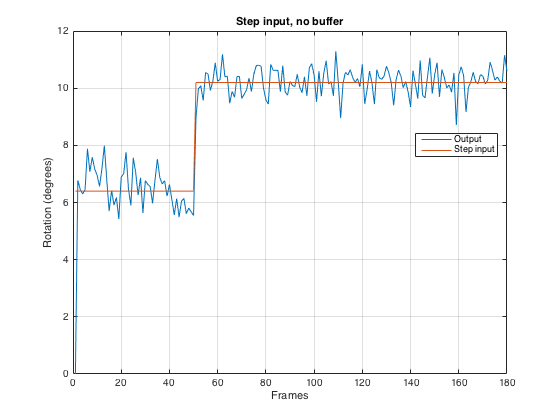 Step input, no buffer
Rotation (degrees)
12
10
8
6
4
2
0
Output
Step input
0 20 40 60 80 100 120 140 160 180
Frames